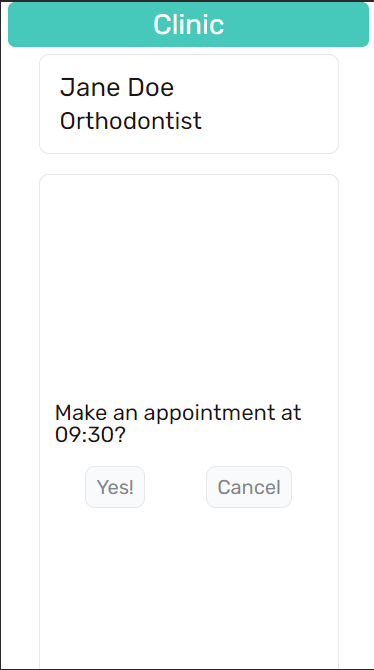 Clinic
Jane Doe
Orthodontist
Make an appointment at
09:30?
Yes!
Cancel